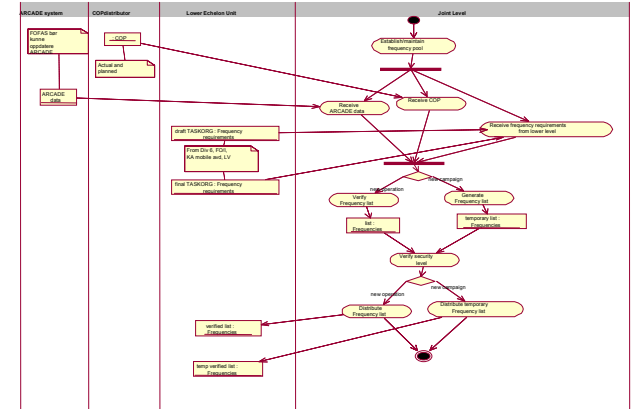 ARCADE system
COPdistributor
Lower Echelon Unit
Joint Level
FOFAS bør
kunne
oppdatere
ARCADE
: COP
Establish/maintain
frequency pool
Actual and
planned
ARCADE
data
Receive
ARCADE data
Receive COP
Receive frequency requirements
from lower level
draft TASKORG : Frequency
requirements
From Div 6, FO/I,
KA mobile avd, LV
final TASKORG : Frequency
requirements
new operation
new campaign
Verify
Frequency list
Generate
Frequency list
list :
Frequencies
temporary list :
Frequencies
Verify security
level
new operation
new campaign
Distribute
Frequency list
Distribute temporary
Frequency list
verified list :
Frequencies
temp verified list :
Frequencies